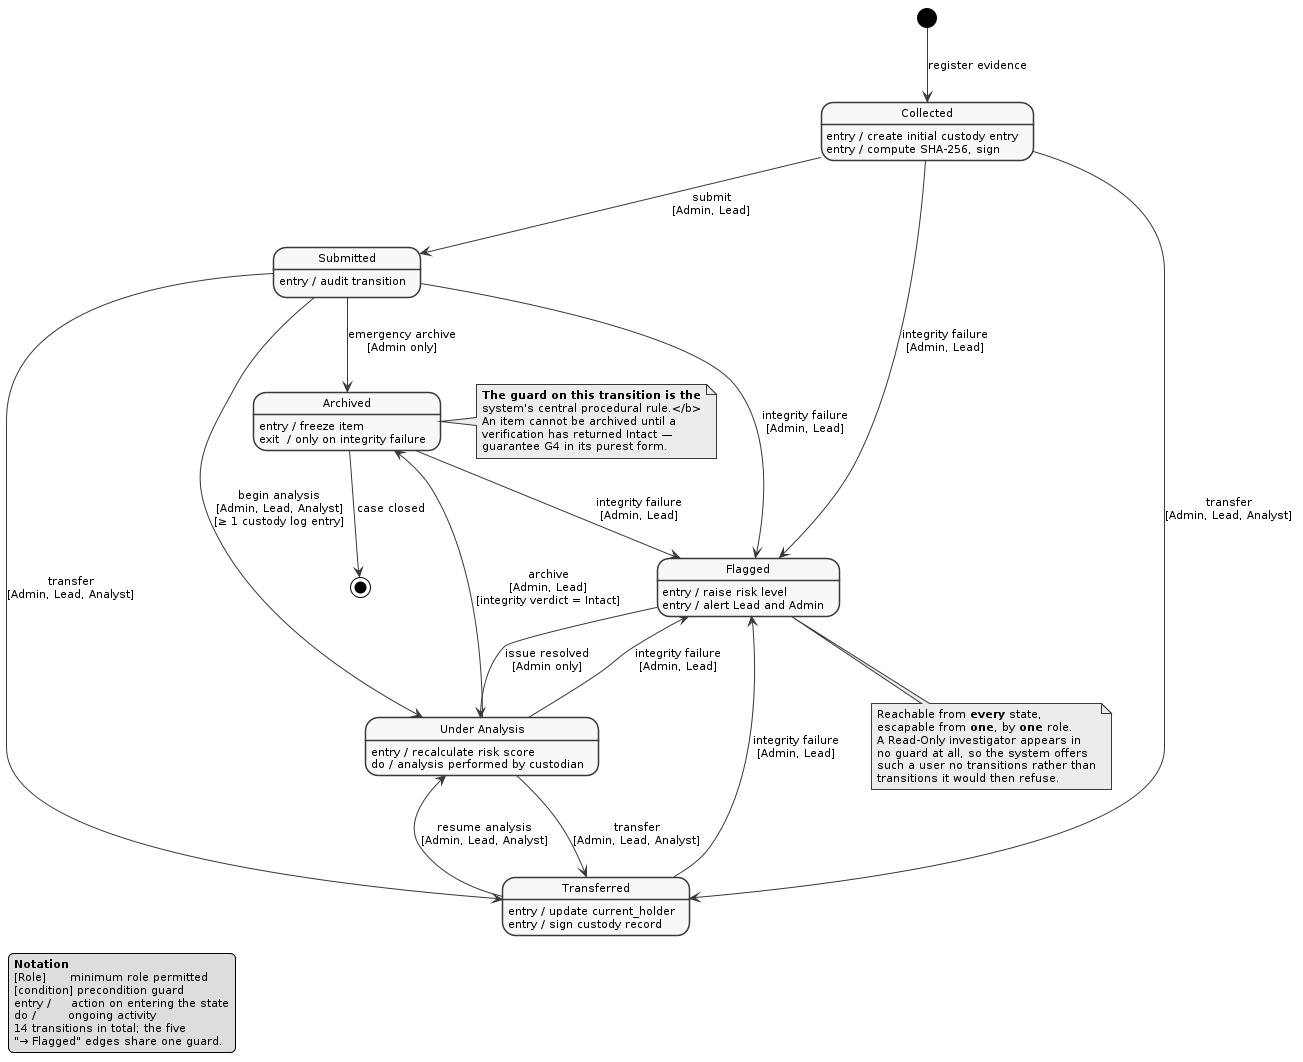 register evidence
Collected
entry / create initial custody entry
entry / compute SHA-256, sign
submit
[Admin, Lead]
Submitted
entry / audit transition
emergency archive
[Admin only]
integrity failure
[Admin, Lead]
Archived
entry / freeze item
exit  / only on integrity failure
The guard on this transition is the
system's central procedural rule.</b>
An item cannot be archived until a
verification has returned Intact —
guarantee G4 in its purest form.
integrity failure
[Admin, Lead]
begin analysis
[Admin, Lead, Analyst]
[≥ 1 custody log entry]
case closed
integrity failure
[Admin, Lead]
transfer
[Admin, Lead, Analyst]
transfer
[Admin, Lead, Analyst]
archive
[Admin, Lead]
[integrity verdict = Intact]
Flagged
entry / raise risk level
entry / alert Lead and Admin
issue resolved
[Admin only]
integrity failure
[Admin, Lead]
Reachable from every state,
escapable from one, by one role.
A Read-Only investigator appears in
no guard at all, so the system offers
such a user no transitions rather than
transitions it would then refuse.
Under Analysis
entry / recalculate risk score
do / analysis performed by custodian
integrity failure
[Admin, Lead]
resume analysis
[Admin, Lead, Analyst]
transfer
[Admin, Lead, Analyst]
Transferred
entry / update current_holder
entry / sign custody record
Notation
[Role]       minimum role permitted
[condition] precondition guard
entry /      action on entering the state
do /          ongoing activity
14 transitions in total; the five
"→ Flagged" edges share one guard.